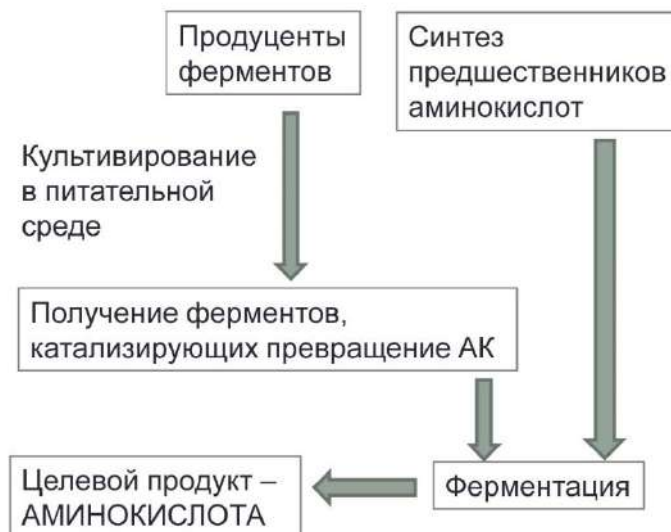 Продуценты
ферментов
Синтез
предшественников
аминокислот
Культивирование
в питательной
среде
Получение ферментов,
катализирующих превращение АК
Целевой продукт –
АМИНОКИСЛОТА
Ферментация